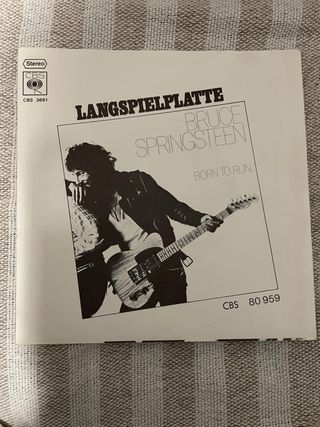 Stereo
CBS
CBS 3661
LANGSPIELPLATTE
BRUCE
SPRINGSTEEN
BORN TO RUN
CBS 80 959